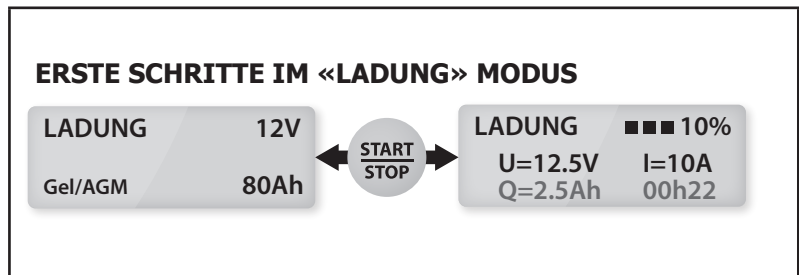 ERSTE SCHRITTE IM «LADUNG» MODUS
LADUNG 12V
Gel/AGM 80Ah
START
STOP
LADUNG ■■■ 10%
U=12.5V I=10A
Q=2.5Ah 00h22